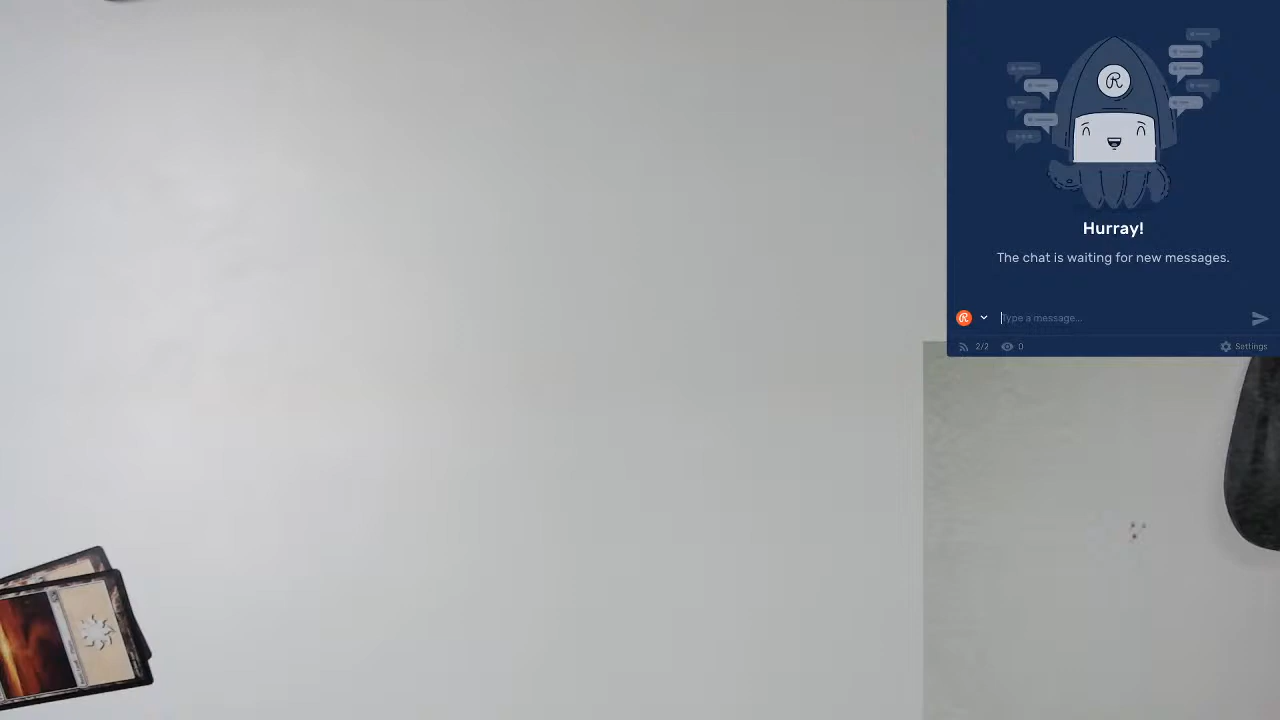 Hurray!
The chat is waiting for new messages.
Type a message...
2/2
0
Settings